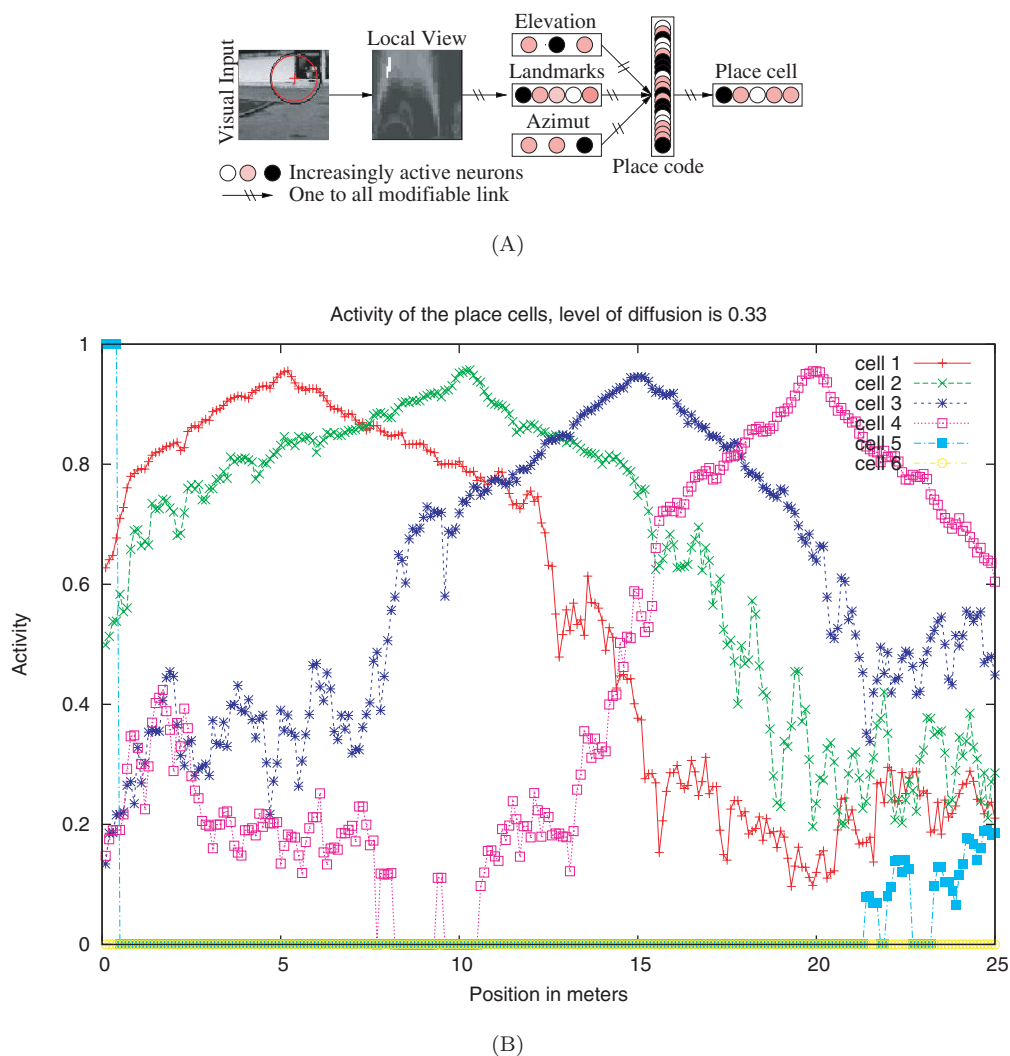 Elevation
Local View
Landmarks
Place cell
Visual Input
Azimut
Place code
Increasingly active neurons
One to all modifiable link
(A)
Activity of the place cells, level of diffusion is 0.33
1
cell 1
cell 2
cell 3
cell 4
cell 5
cell 6
0.8
0.6
0.4
0.2
0
Activity
0 5 10 15 20 25
Position in meters
(B)